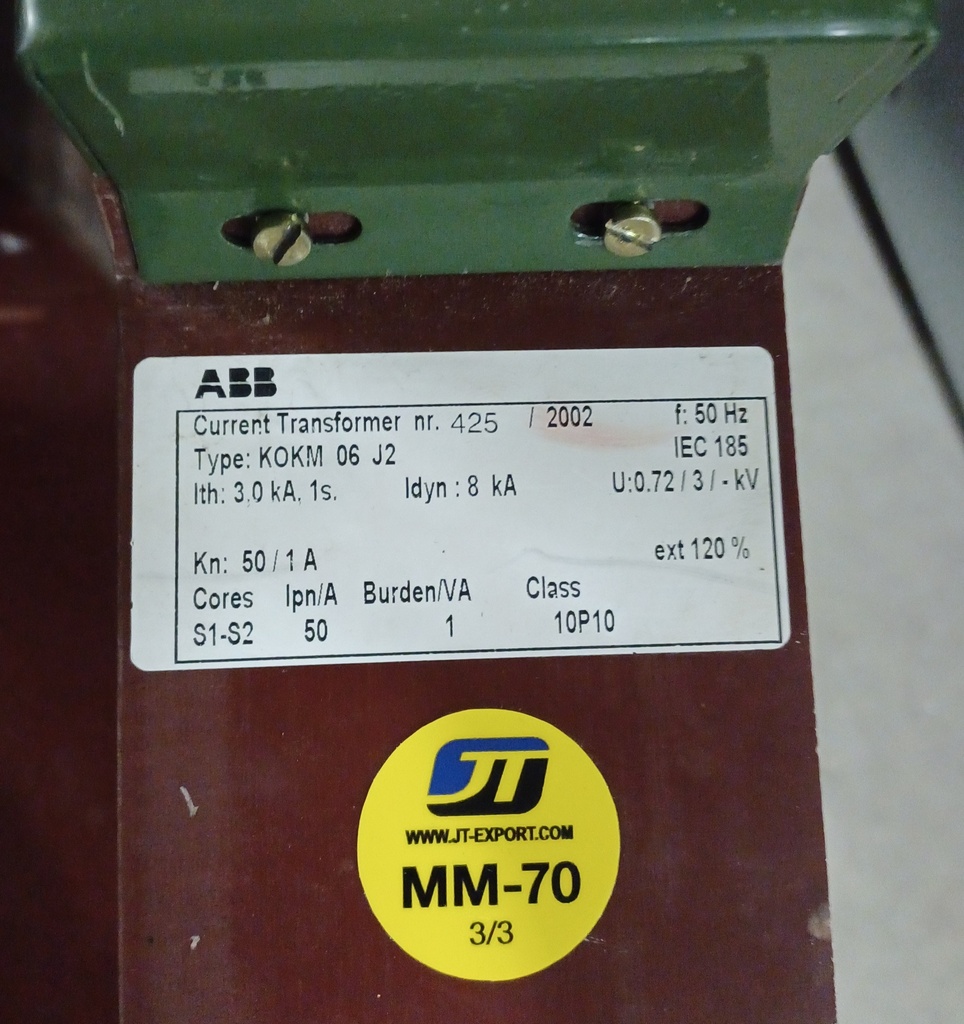 ABB
Current Transformer nr. 425 / 2002 f: 50 Hz
Type: KOKM 06 J2 IEC 185
Ith: 3,0 kA, 1s. Idyn : 8 kA U:0.72 / 3 / - kV
Kn: 50 / 1 A ext 120 %
Cores Ipn/A Burden/VA Class
S1-S2 50 1 10P10
JT
WWW.JT-EXPORT.COM
MM-70
3/3